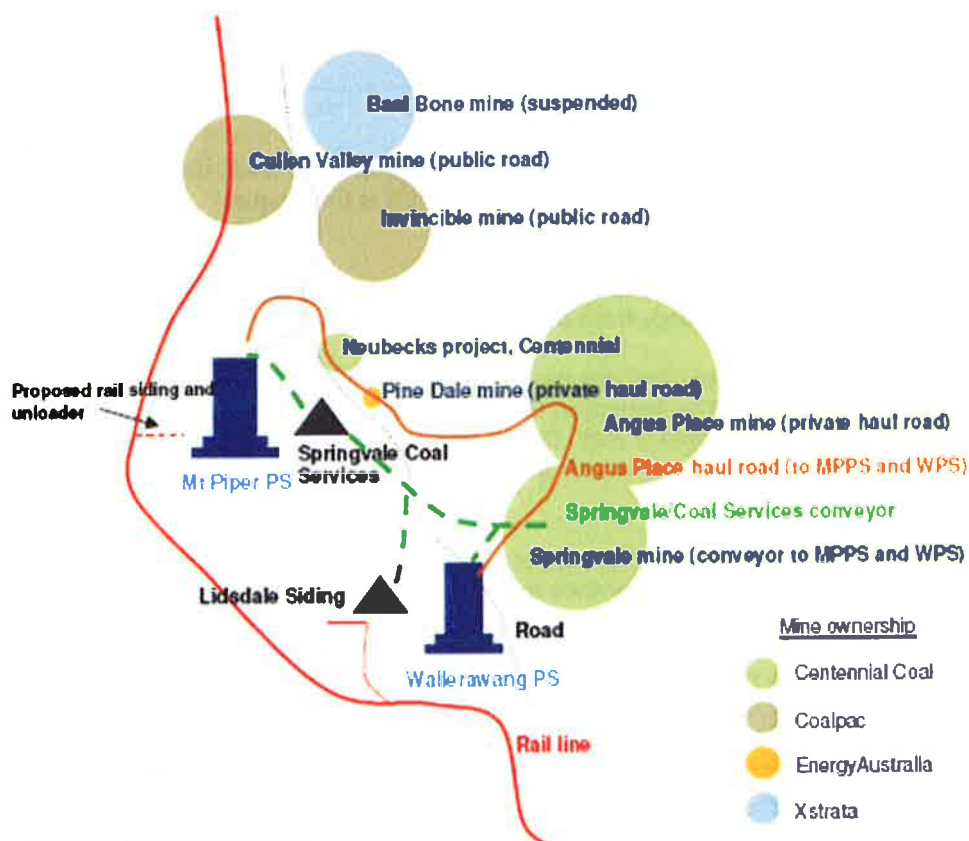 Baal Bone mine (suspended)
Cullen Valley mine (public road)
Invincible mine (public road)
Neubecks project, Centennial
Proposed rail siding and
unloader
Pine Dale mine (private haul road)
Angus Place mine (private haul road)
Springvale Coal
Services
Mt Piper PS
Angus Place haul road (to MPPS and WPS)
Springvale/Coal Services conveyor
Springvale mine (conveyor to MPPS and WPS)
Lidsdale Siding
Road
Wallerawang PS
Mine ownership
Centennial Coal
Coalpac
Rail line
EnergyAustralia
Xstrata